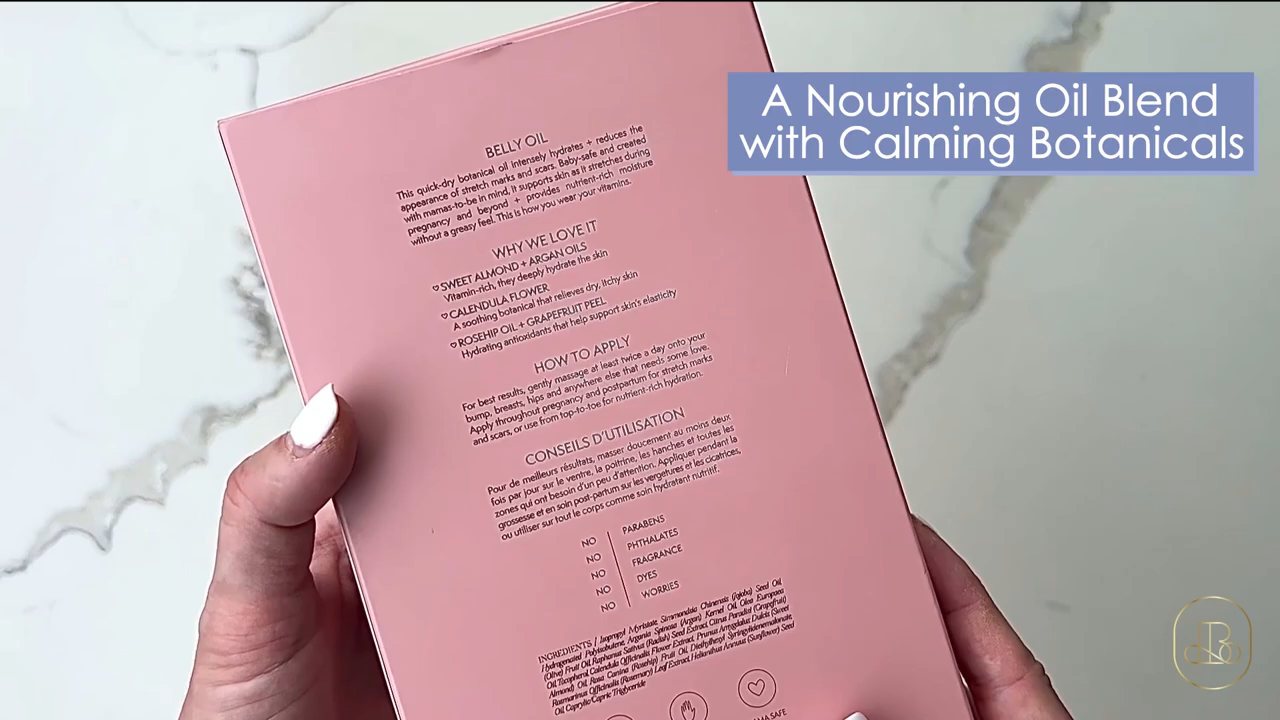 A Nourishing Oil Blend
with Calming Botanicals
BELLY OIL
This quick-dry botanical oil intensely hydrates + reduces the
appearance of stretch marks and scars. Baby-safe and created
with mamas-to-be in mind, it supports skin as it stretches during
pregnancy and beyond + provides nutrient-rich moisture
without a greasy feel. This is how you wear your vitamins.
WHY WE LOVE IT
♡ SWEET ALMOND + ARGAN OILS
Vitamin-rich, they deeply hydrate the skin
♡ CALENDULA FLOWER
A soothing botanical that relieves dry, itchy skin
♡ ROSEHIP OIL + GRAPEFRUIT PEEL
Hydrating antioxidants that help support skin's elasticity
HOW TO APPLY
For best results, gently massage at least twice a day onto your
bump, breasts, hips and anywhere else that needs some love.
Apply throughout pregnancy and postpartum for stretch marks
and scars, or use from top-to-toe for nutrient-rich hydration.
CONSEILS D'UTILISATION
Pour de meilleurs résultats, masser doucement au moins deux
fois par jour sur le ventre, la poitrine, les hanches et toutes les
zones qui ont besoin d'un peu d'attention. Appliquer pendant la
grossesse et en soin post-partum sur les vergetures et les cicatrices,
ou utiliser sur tout le corps comme soin hydratant nutritif.
NO PARABENS
NO PHTHALATES
NO FRAGRANCE
NO DYES
NO WORRIES
INGREDIENTS / Isopropyl Myristate, Simmondsia Chinensis (Jojoba) Seed Oil,
Hydrogenated Polyisobutene, Argania Spinosa (Argan) Kernel Oil, Olea Europaea
(Olive) Fruit Oil, Raphanus Sativus (Radish) Seed Extract, Citrus Paradisi (Grapefruit)
Oil, Tocopherol, Calendula Officinalis Flower Extract, Prunus Amygdalus Dulcis (Sweet
Almond) Oil, Rosa Canina (Rosehip) Fruit Oil, Diethylhexyl Syringylidenemalonate,
Rosmarinus Officinalis (Rosemary) Leaf Extract, Helianthus Annuus (Sunflower) Seed
Oil, Caprylic/Capric Triglyceride
MAMA SAFE